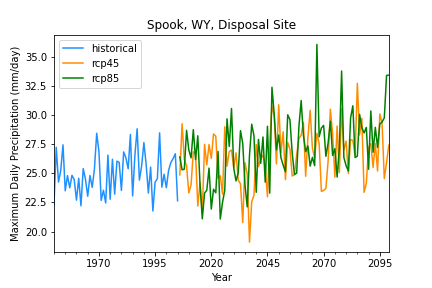 Spook, WY, Disposal Site
historical
rcp45
rcp85
Maximum Daily Precipitation (mm/day)
35.0
32.5
30.0
27.5
25.0
22.5
20.0
1970 1995 2020 2045 2070 2095
Year